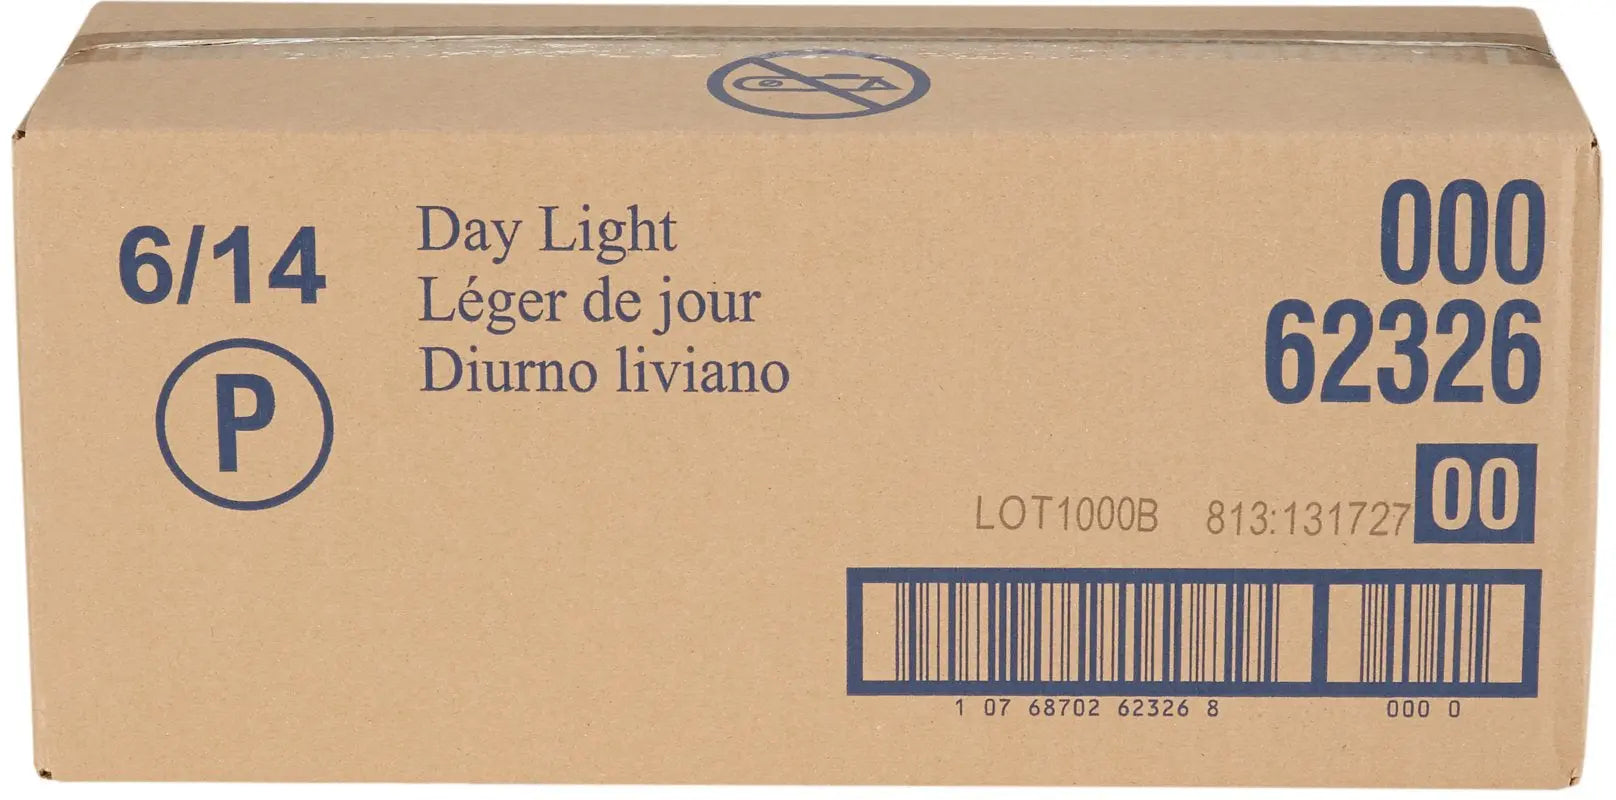 6/14
P
Day Light
Léger de jour
Diurno liviano
000
62326
00
LOT1000B 813:131727
1 07 68702 62326 8
000 0